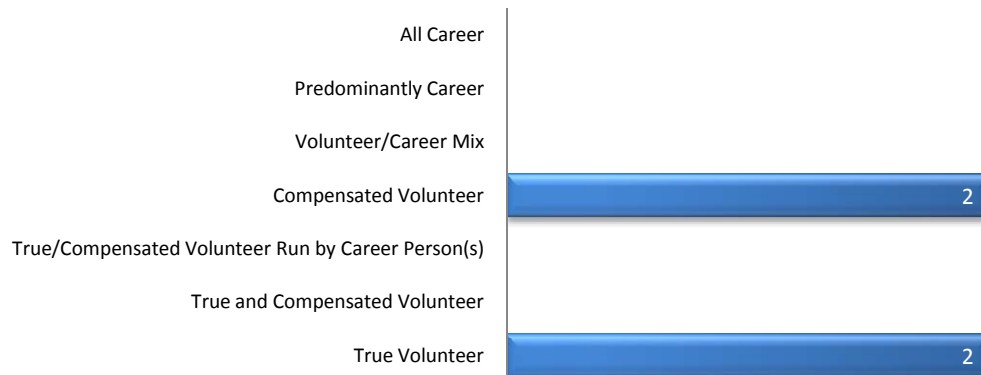 All Career
Predominantly Career
Volunteer/Career Mix
Compensated Volunteer 2
True/Compensated Volunteer Run by Career Person(s)
True and Compensated Volunteer
True Volunteer 2